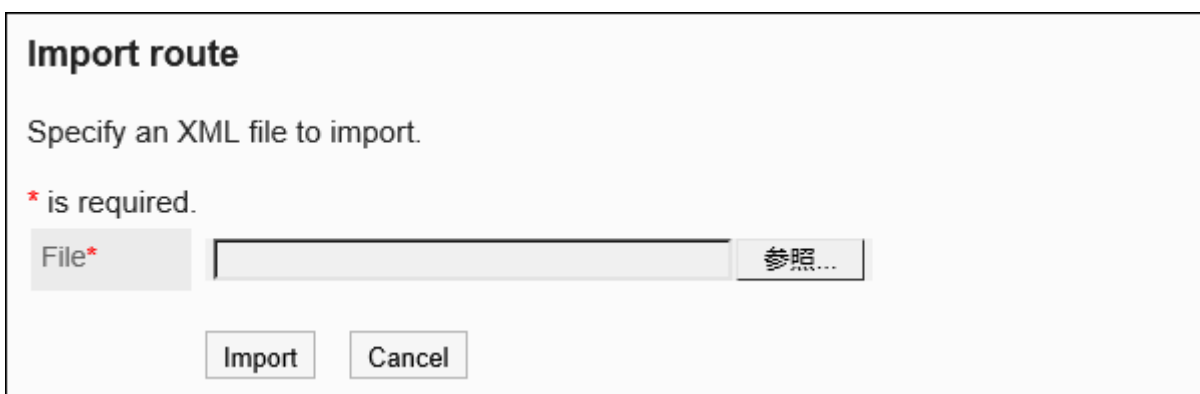 Import route
Specify an XML file to import.
* is required.
File* 参照...
Import Cancel